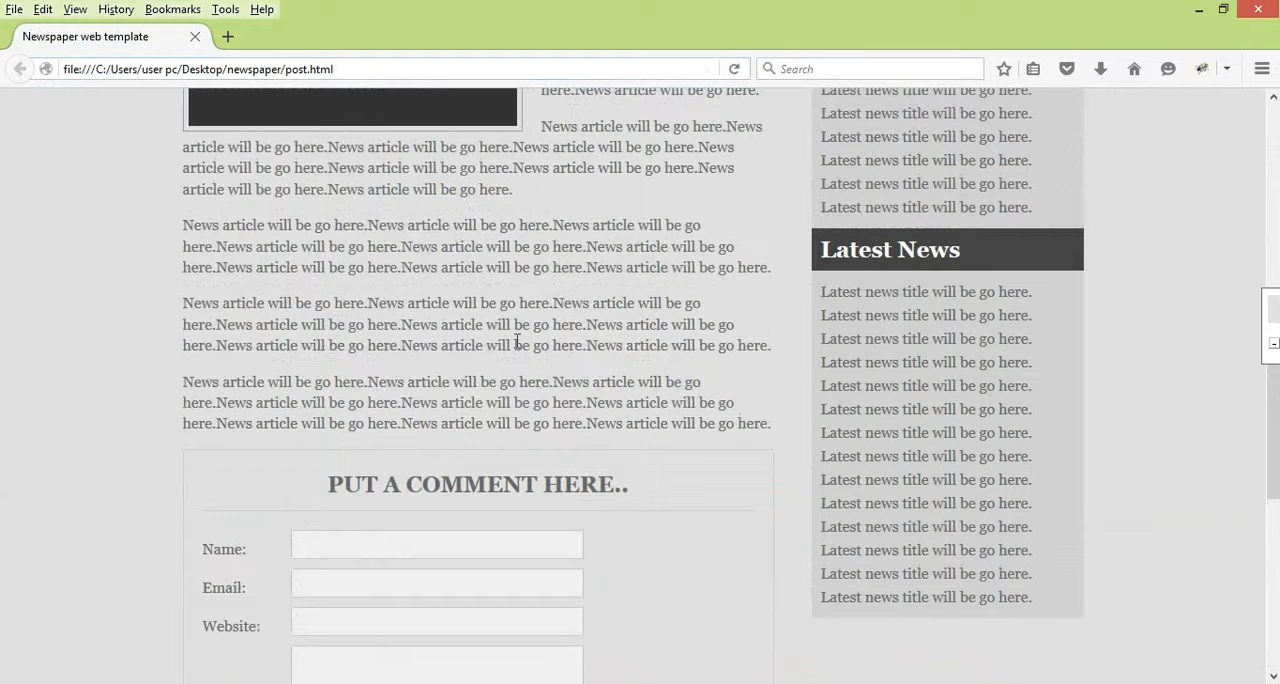 File Edit View History Bookmarks Tools Help
Newspaper web template
file:///C:/Users/user pc/Desktop/newspaper/post.html
Search
here.News article will be go here.
News article will be go here.News
article will be go here.News article will be go here.News article will be go here.News
article will be go here.News article will be go here.News article will be go here.News
article will be go here.News article will be go here.
News article will be go here.News article will be go here.News article will be go
here.News article will be go here.News article will be go here.News article will be go
here.News article will be go here.News article will be go here.News article will be go here.
News article will be go here.News article will be go here.News article will be go
here.News article will be go here.News article will be go here.News article will be go
here.News article will be go here.News article will be go here.News article will be go here.
News article will be go here.News article will be go here.News article will be go
here.News article will be go here.News article will be go here.News article will be go
here.News article will be go here.News article will be go here.News article will be go here.
PUT A COMMENT HERE..
Name:
Email:
Website:
Latest news title will be go here.
Latest news title will be go here.
Latest news title will be go here.
Latest news title will be go here.
Latest news title will be go here.
Latest news title will be go here.
Latest News
Latest news title will be go here.
Latest news title will be go here.
Latest news title will be go here.
Latest news title will be go here.
Latest news title will be go here.
Latest news title will be go here.
Latest news title will be go here.
Latest news title will be go here.
Latest news title will be go here.
Latest news title will be go here.
Latest news title will be go here.
Latest news title will be go here.
Latest news title will be go here.
Latest news title will be go here.